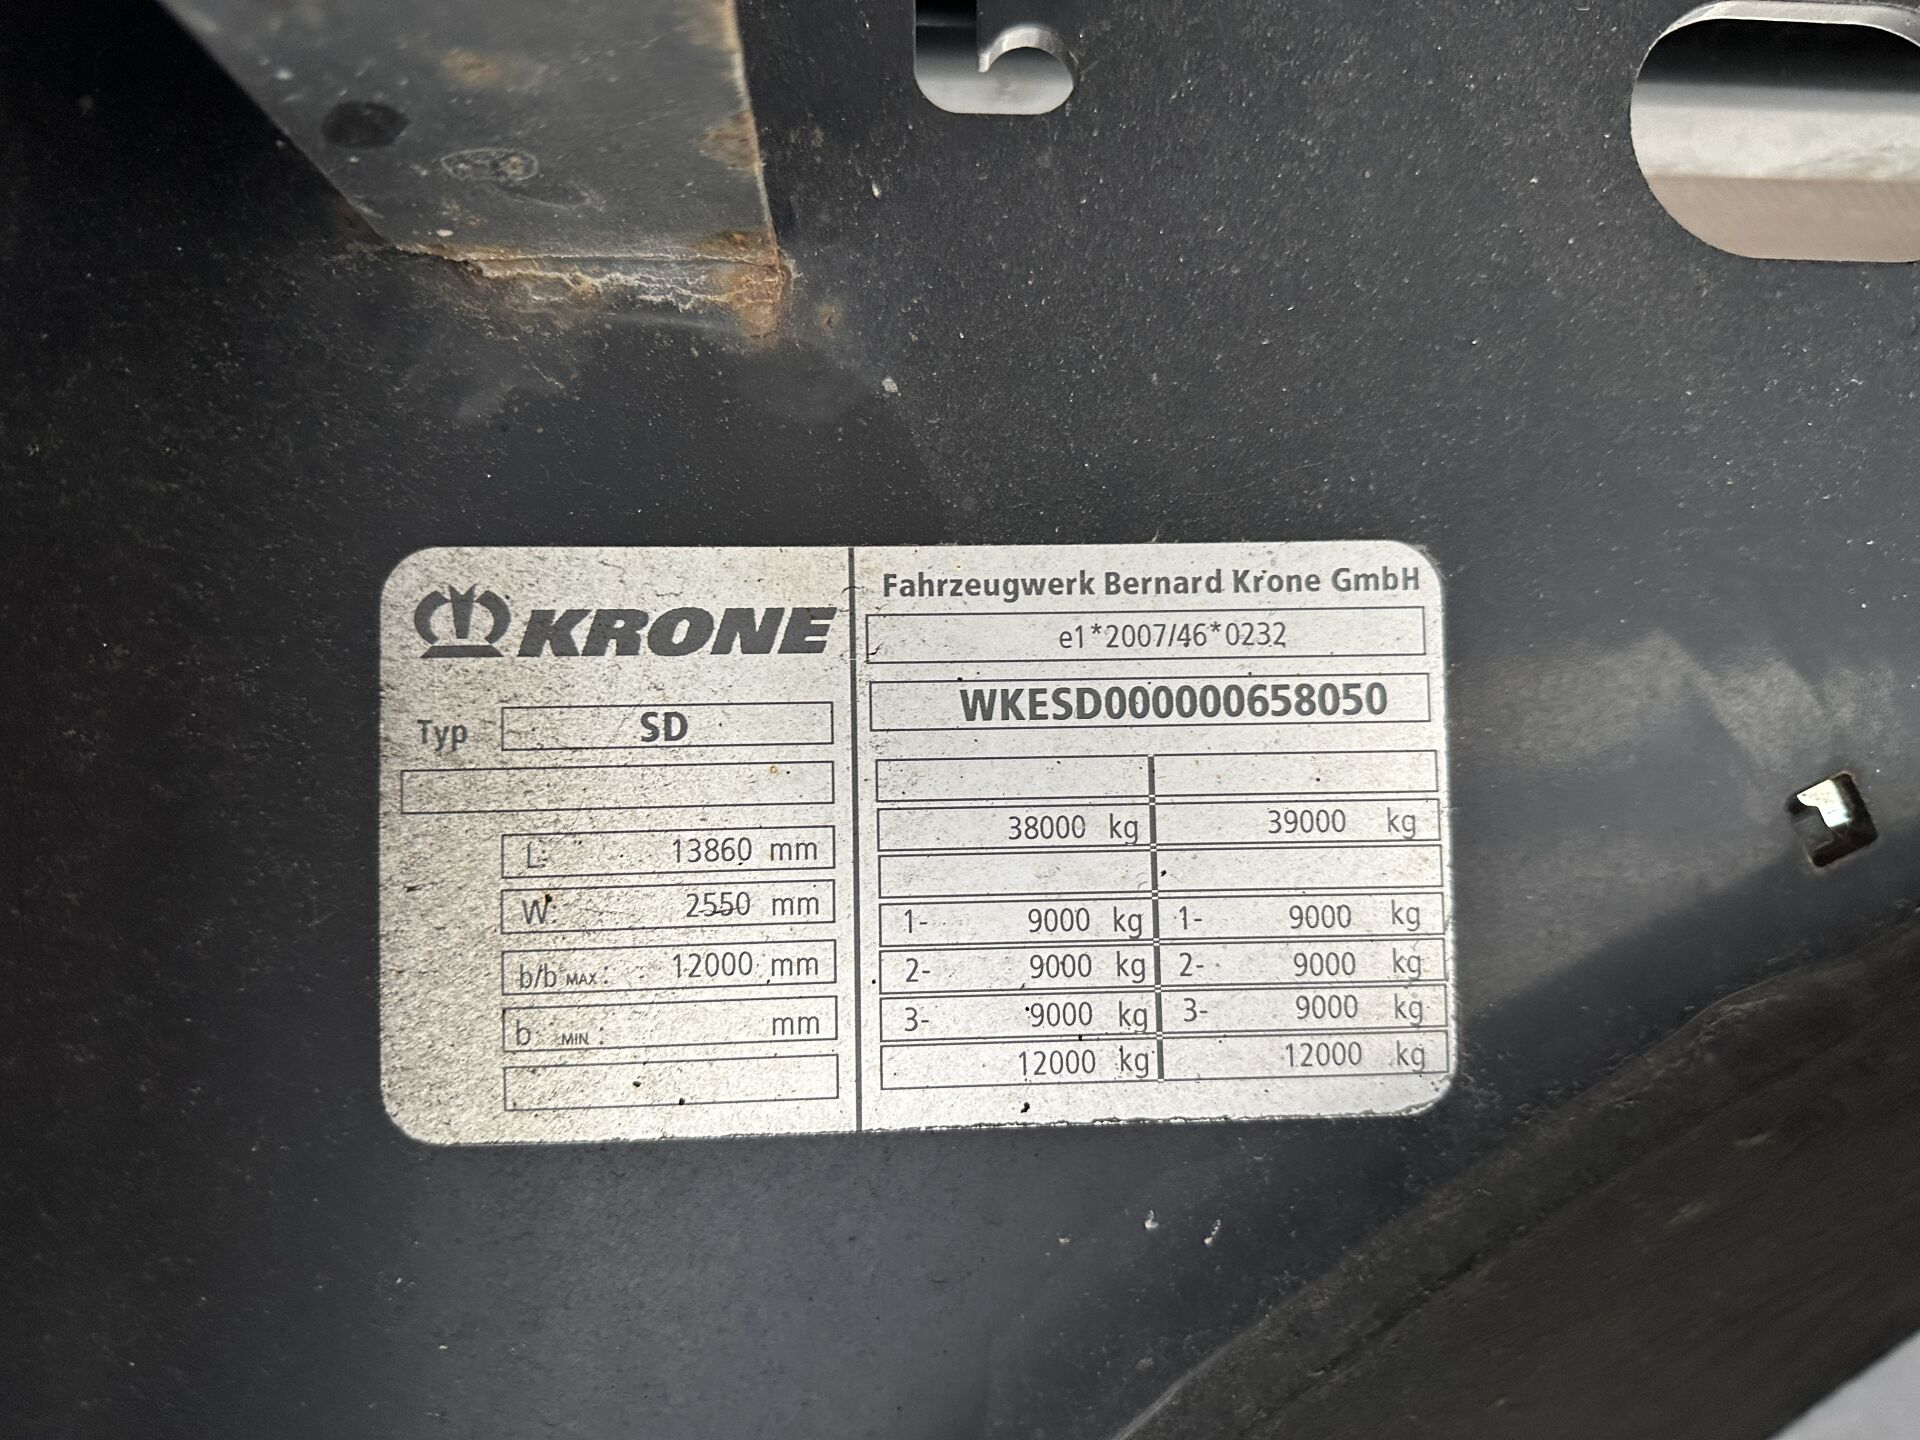 KRONE
Typ SD
L: 13860 mm
W: 2550 mm
b/b MAX: 12000 mm
b MIN: mm
Fahrzeugwerk Bernard Krone GmbH
e1*2007/46*0232
WKESD000000658050
38000 kg 39000 kg
1- 9000 kg 1- 9000 kg
2- 9000 kg 2- 9000 kg
3- 9000 kg 3- 9000 kg
12000 kg 12000 kg